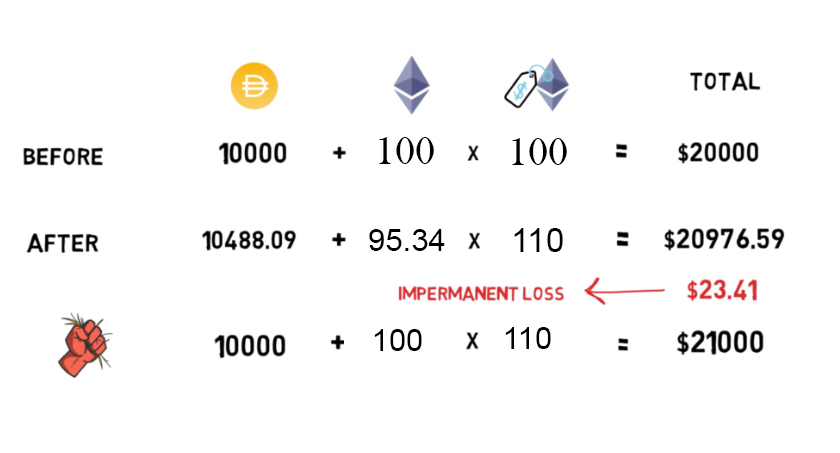 TOTAL
BEFORE 10000 + 100 x 100 = $20000
AFTER 10488.09 + 95.34 x 110 = $20976.59
IMPERMANENT LOSS $23.41
10000 + 100 x 110 = $21000